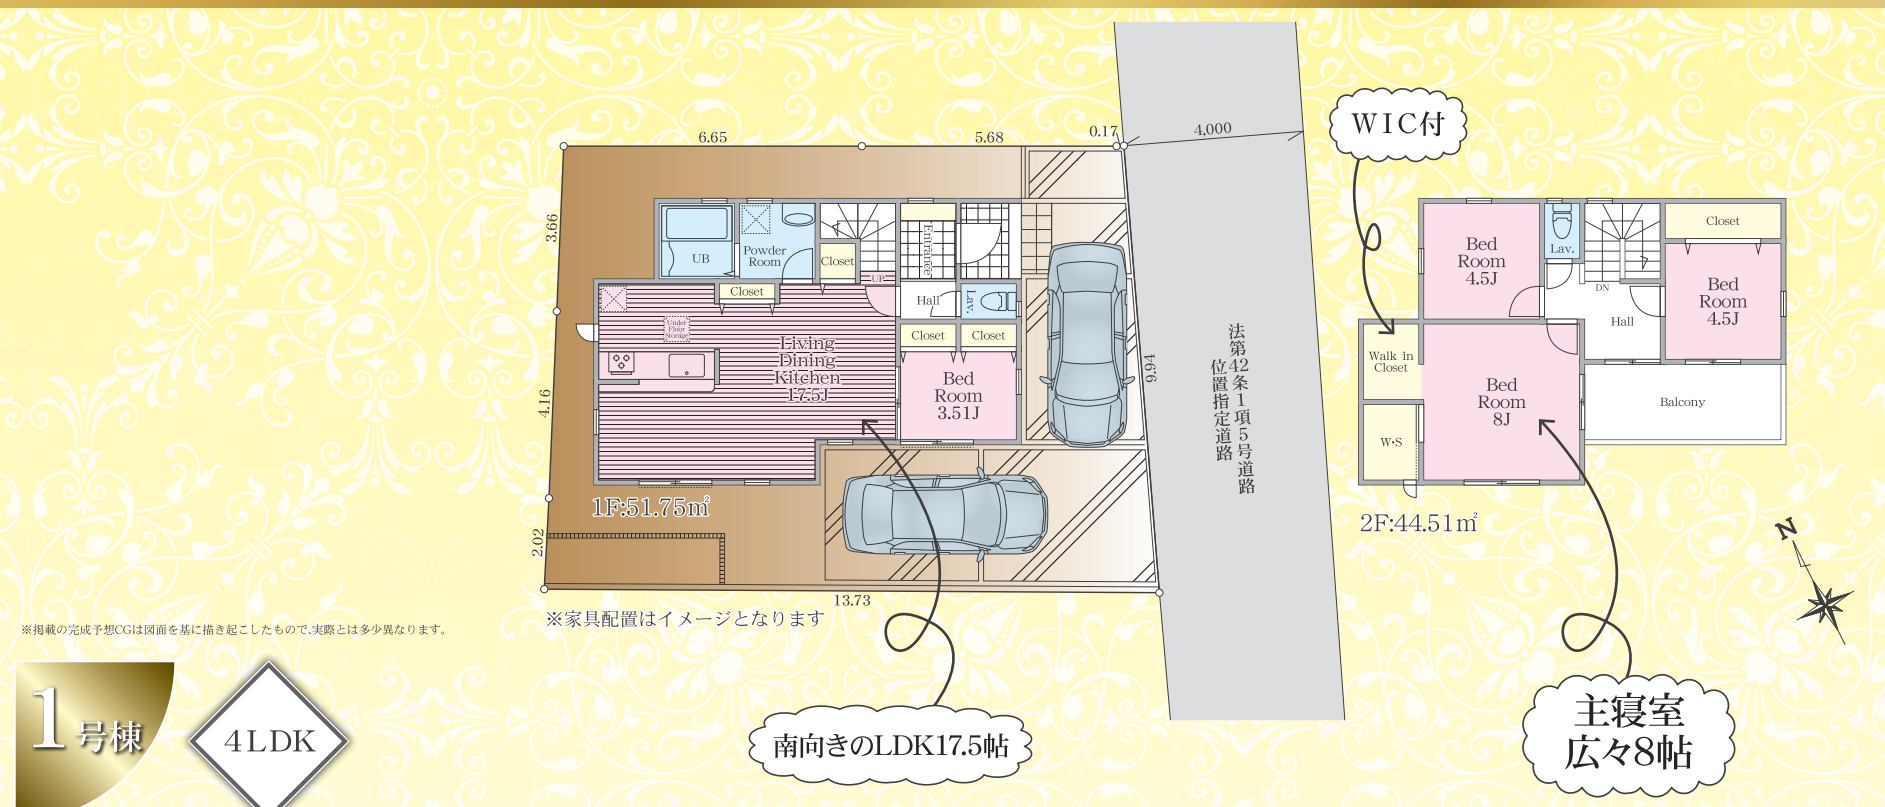 6.65
5.68
0.17
4,000
3.66
4.16
2.02
13.73
9.94
UB
Powder
Room
Closet
UP
Entrance
Hall
Lav.
Closet
Under
Floor
Storage
Living
Dining
Kitchen
17.5J
Closet
Closet
Bed
Room
3.51J
1F:51.75㎡
※家具配置はイメージとなります
法第42条1項5号道路
位置指定道路
南向きのLDK17.5帖
WIC付
Bed
Room
4.5J
Lav.
DN
Hall
Closet
Bed
Room
4.5J
Walk in
Closet
W・S
Bed
Room
8J
Balcony
2F:44.51㎡
N
主寝室
広々8帖
※掲載の完成予想CGは図面を基に描き起こしたもので、実際とは多少異なります。
1号棟
4LDK